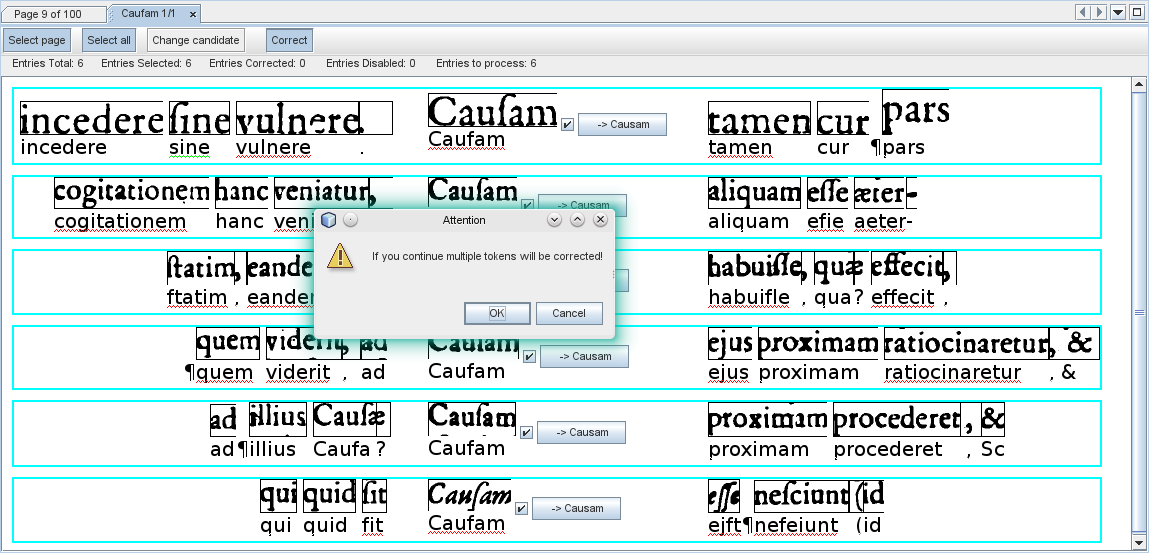 Page 9 of 100 Caufam 1/1
Select page Select all Change candidate Correct
Entries Total: 6 Entries Selected: 6 Entries Corrected: 0 Entries Disabled: 0 Entries to process: 6
incedere ſine vulnere. Cauſam -> Causam tamen cur pars
incedere sine vulnere . Caufam tamen cur ¶pars
cogitationem hanc veniatur, Cauſam -> Causam aliquam eſſe æter-
cogitationem hanc veni aliquam efie aeter-
Attention
ſtatim, eande habuiſſe, quæ effecit,
ftatim , eander habuifle , qua? effecit ,
If you continue multiple tokens will be corrected!
OK Cancel
quem viderit, ad Cauſam -> Causam ejus proximam ratiocinaretur, &
¶quem viderit , ad Caufam ejus proximam ratiocinaretur , &
ad illius Cauſæ Cauſam -> Causam proximam procederet, &
ad¶illius Caufa ? Caufam proximam procederet , Sc
qui quid ſit Cauſam -> Causam eſſe neſciunt (id
qui quid fit Caufam ejft¶nefeiunt (id